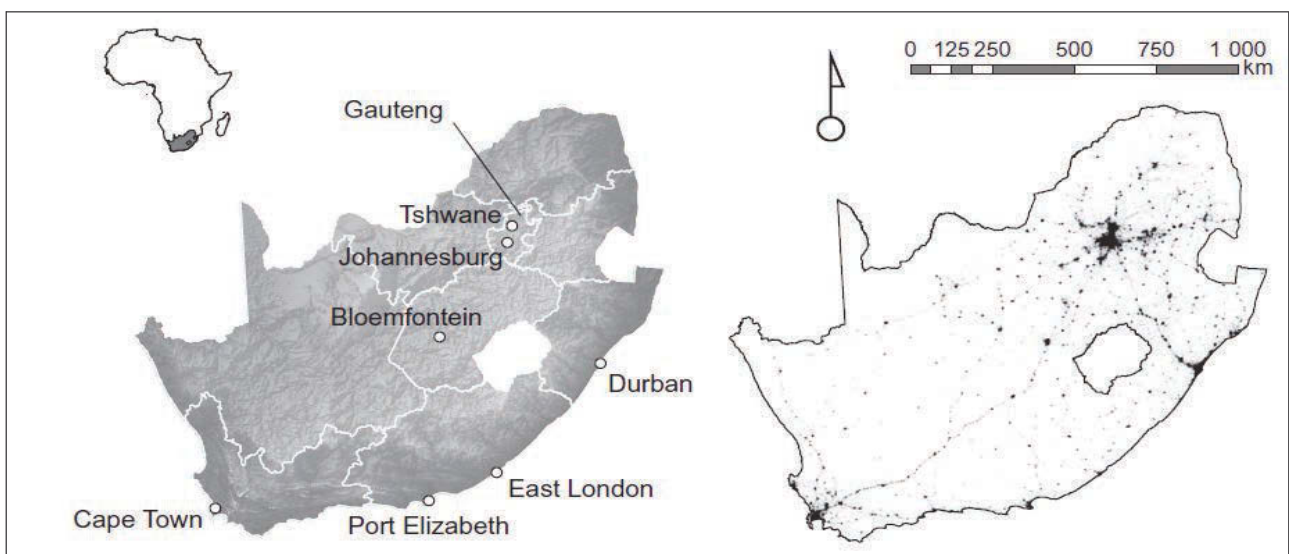 Gauteng
Tshwane
Johannesburg
Bloemfontein
Durban
East London
Port Elizabeth
Cape Town
0 125 250 500 750 1 000
km